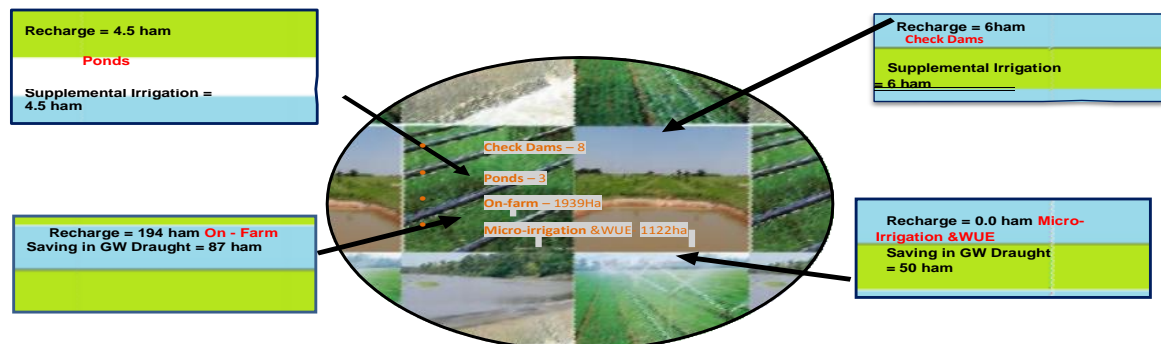 Recharge = 4.5 ham
Ponds
Supplemental Irrigation =
4.5 ham
Recharge = 6ham
Check Dams
Supplemental Irrigation
= 6 ham
Check Dams – 8
Ponds – 3
On-farm – 1939Ha
Micro-irrigation &WUE 1122ha
Recharge = 194 ham On - Farm
Saving in GW Draught = 87 ham
Recharge = 0.0 ham Micro-
Irrigation &WUE
Saving in GW Draught
= 50 ham